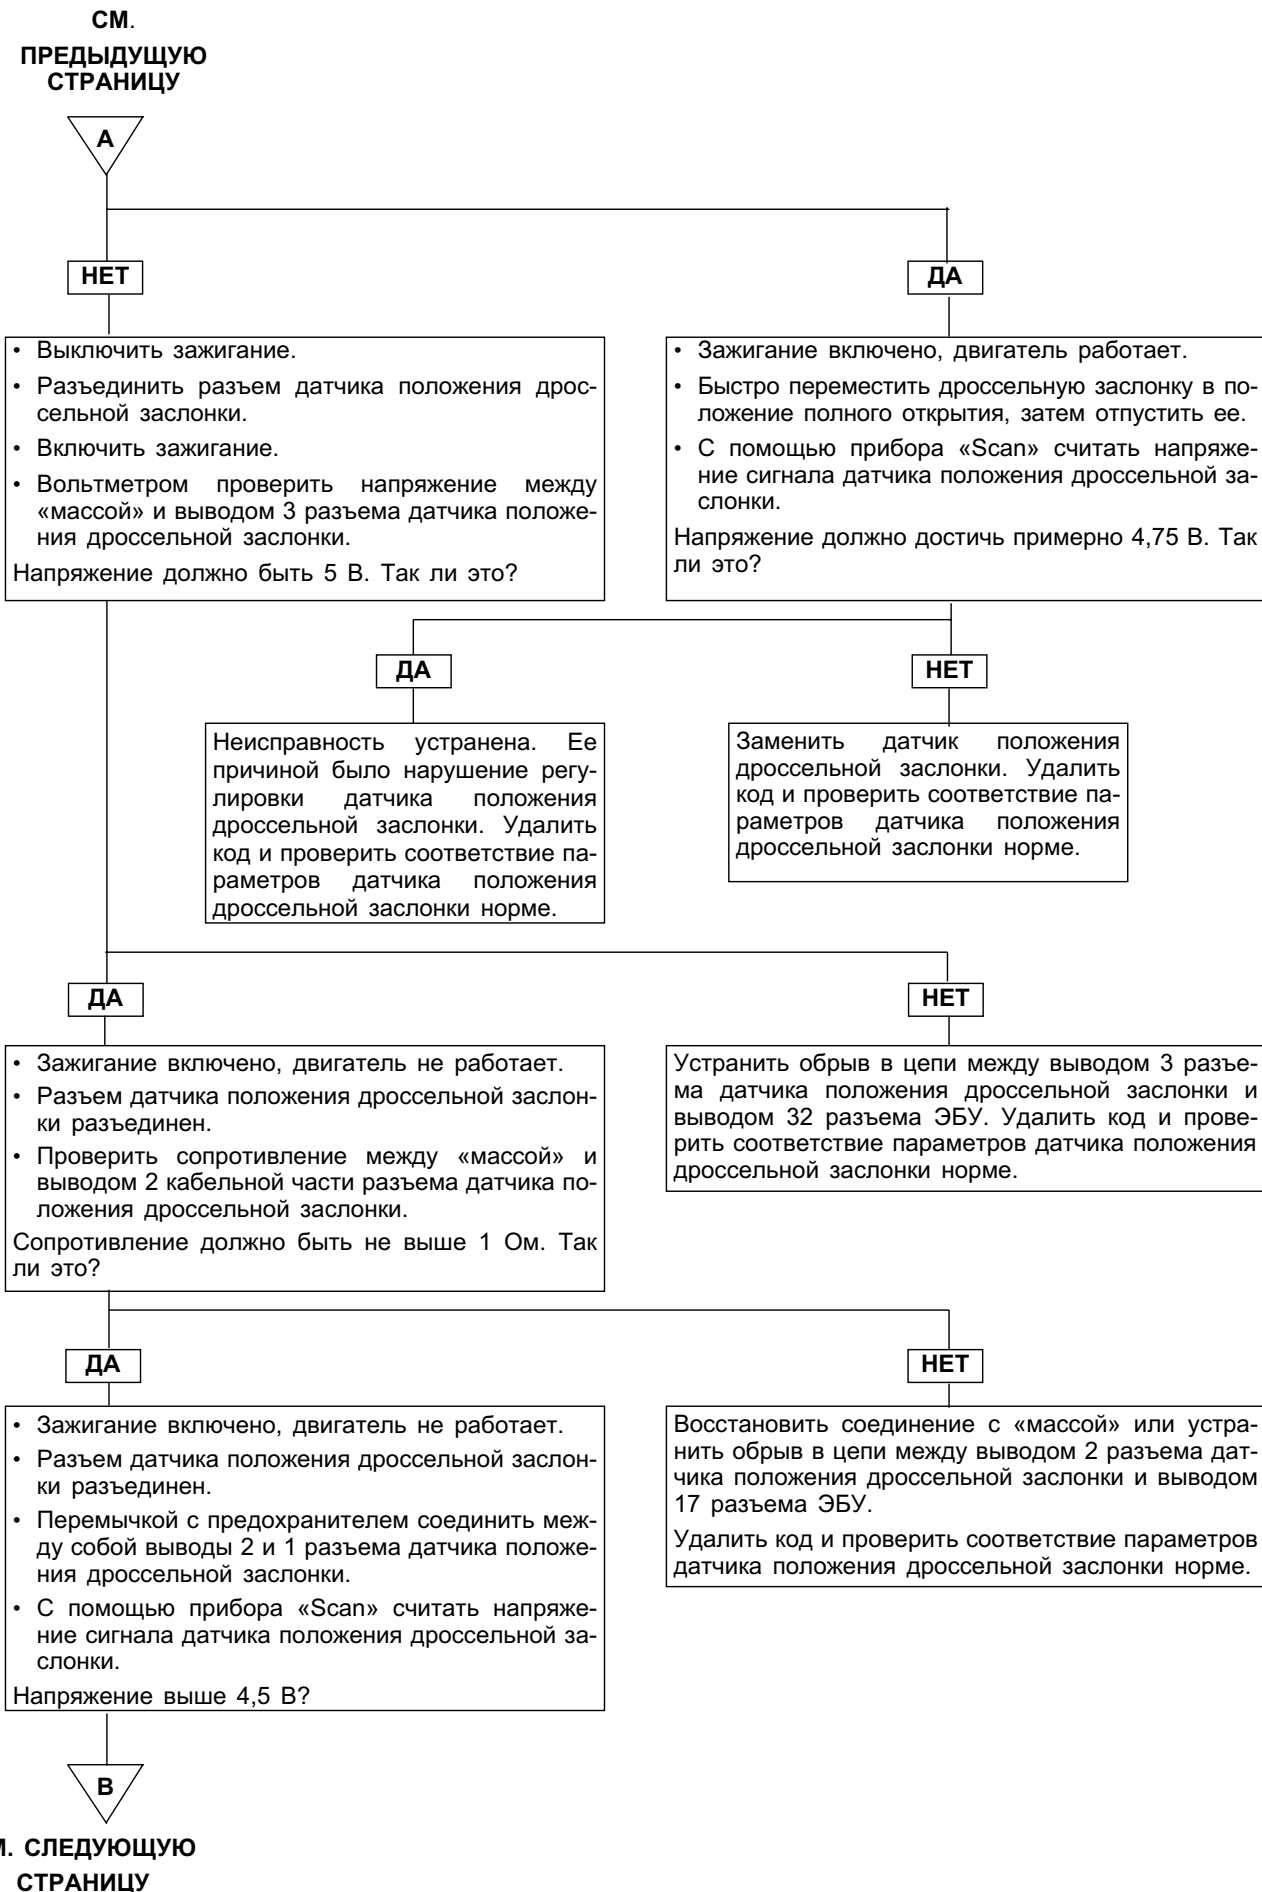 СМ.
ПРЕДЫДУЩУЮ
СТРАНИЦУ
А
НЕТ
ДА
• Выключить зажигание.
• Разъединить разъем датчика положения дрос-
сельной заслонки.
• Включить зажигание.
• Вольтметром проверить напряжение между
«массой» и выводом 3 разъема датчика положе-
ния дроссельной заслонки.
Напряжение должно быть 5 В. Так ли это?
• Зажигание включено, двигатель работает.
• Быстро переместить дроссельную заслонку в по-
ложение полного открытия, затем отпустить ее.
• С помощью прибора «Scan» считать напряже-
ние сигнала датчика положения дроссельной за-
слонки.
Напряжение должно достичь примерно 4,75 В. Так
ли это?
ДА
НЕТ
Неисправность устранена. Ее
причиной было нарушение регу-
лировки датчика положения
дроссельной заслонки. Удалить
код и проверить соответствие па-
раметров датчика положения
дроссельной заслонки норме.
Заменить датчик положения
дроссельной заслонки. Удалить
код и проверить соответствие па-
раметров датчика положения
дроссельной заслонки норме.
ДА
НЕТ
• Зажигание включено, двигатель не работает.
• Разъем датчика положения дроссельной заслон-
ки разъединен.
• Проверить сопротивление между «массой» и
выводом 2 кабельной части разъема датчика по-
ложения дроссельной заслонки.
Сопротивление должно быть не выше 1 Ом. Так
ли это?
Устранить обрыв в цепи между выводом 3 разъе-
ма датчика положения дроссельной заслонки и
выводом 32 разъема ЭБУ. Удалить код и прове-
рить соответствие параметров датчика положения
дроссельной заслонки норме.
ДА
НЕТ
• Зажигание включено, двигатель не работает.
• Разъем датчика положения дроссельной заслон-
ки разъединен.
• Перемычкой с предохранителем соединить меж-
ду собой выводы 2 и 1 разъема датчика положе-
ния дроссельной заслонки.
• С помощью прибора «Scan» считать напряже-
ние сигнала датчика положения дроссельной за-
слонки.
Напряжение выше 4,5 В?
Восстановить соединение с «массой» или устра-
нить обрыв в цепи между выводом 2 разъема дат-
чика положения дроссельной заслонки и выводом
17 разъема ЭБУ.
Удалить код и проверить соответствие параметров
датчика положения дроссельной заслонки норме.
В
М. СЛЕДУЮЩУЮ
СТРАНИЦУ